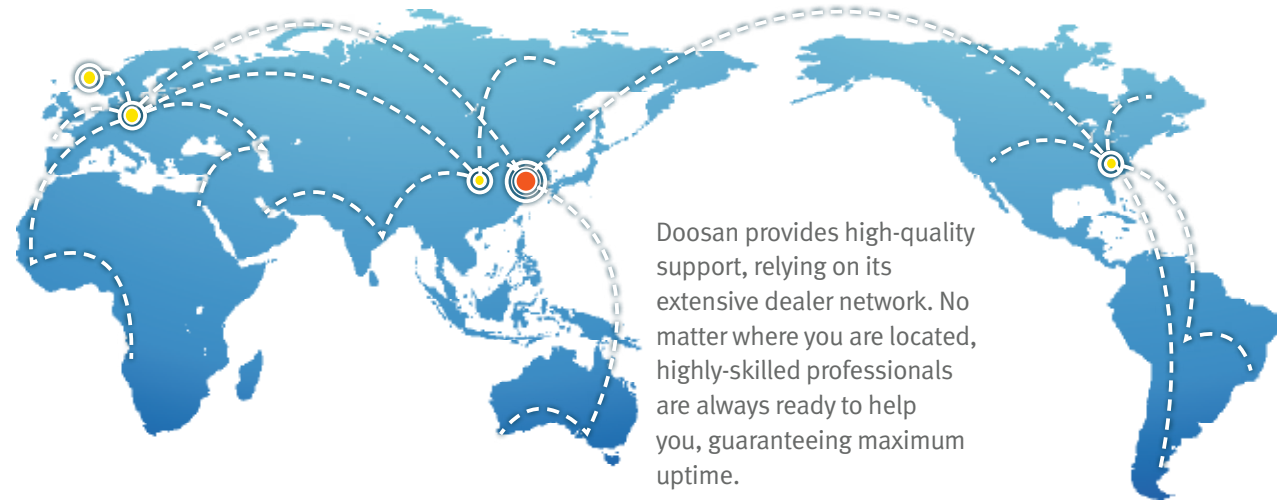 Doosan provides high-quality
support, relying on its
extensive dealer network. No
matter where you are located,
highly-skilled professionals
are always ready to help
you, guaranteeing maximum
uptime.